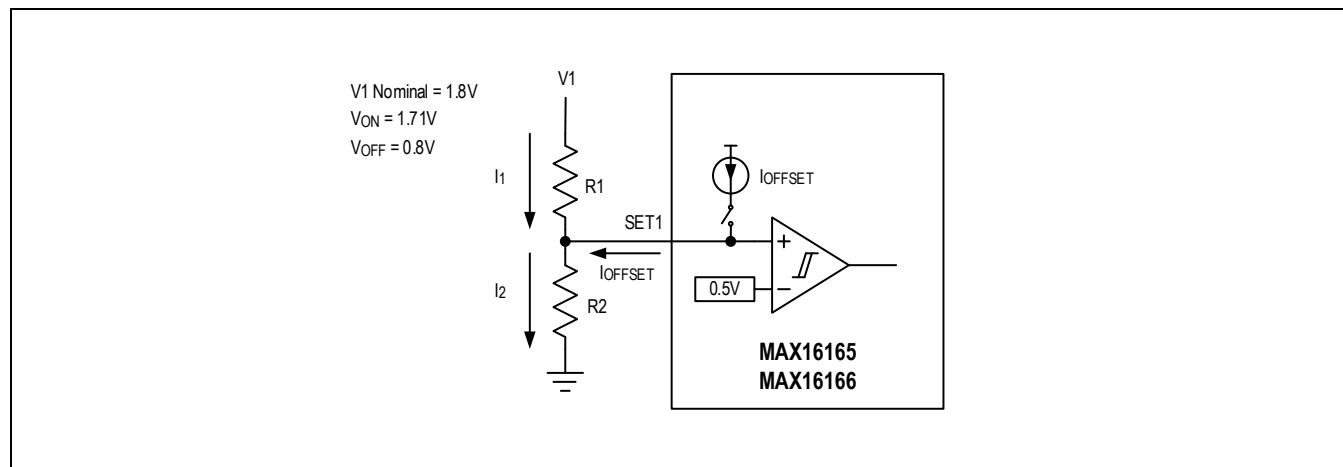 V1
V1 Nominal = 1.8V
VON = 1.71V
VOFF = 0.8V
I1
R1
IOFFSET
SET1
+
IOFFSET
I2
R2
0.5V
−
MAX16165
MAX16166